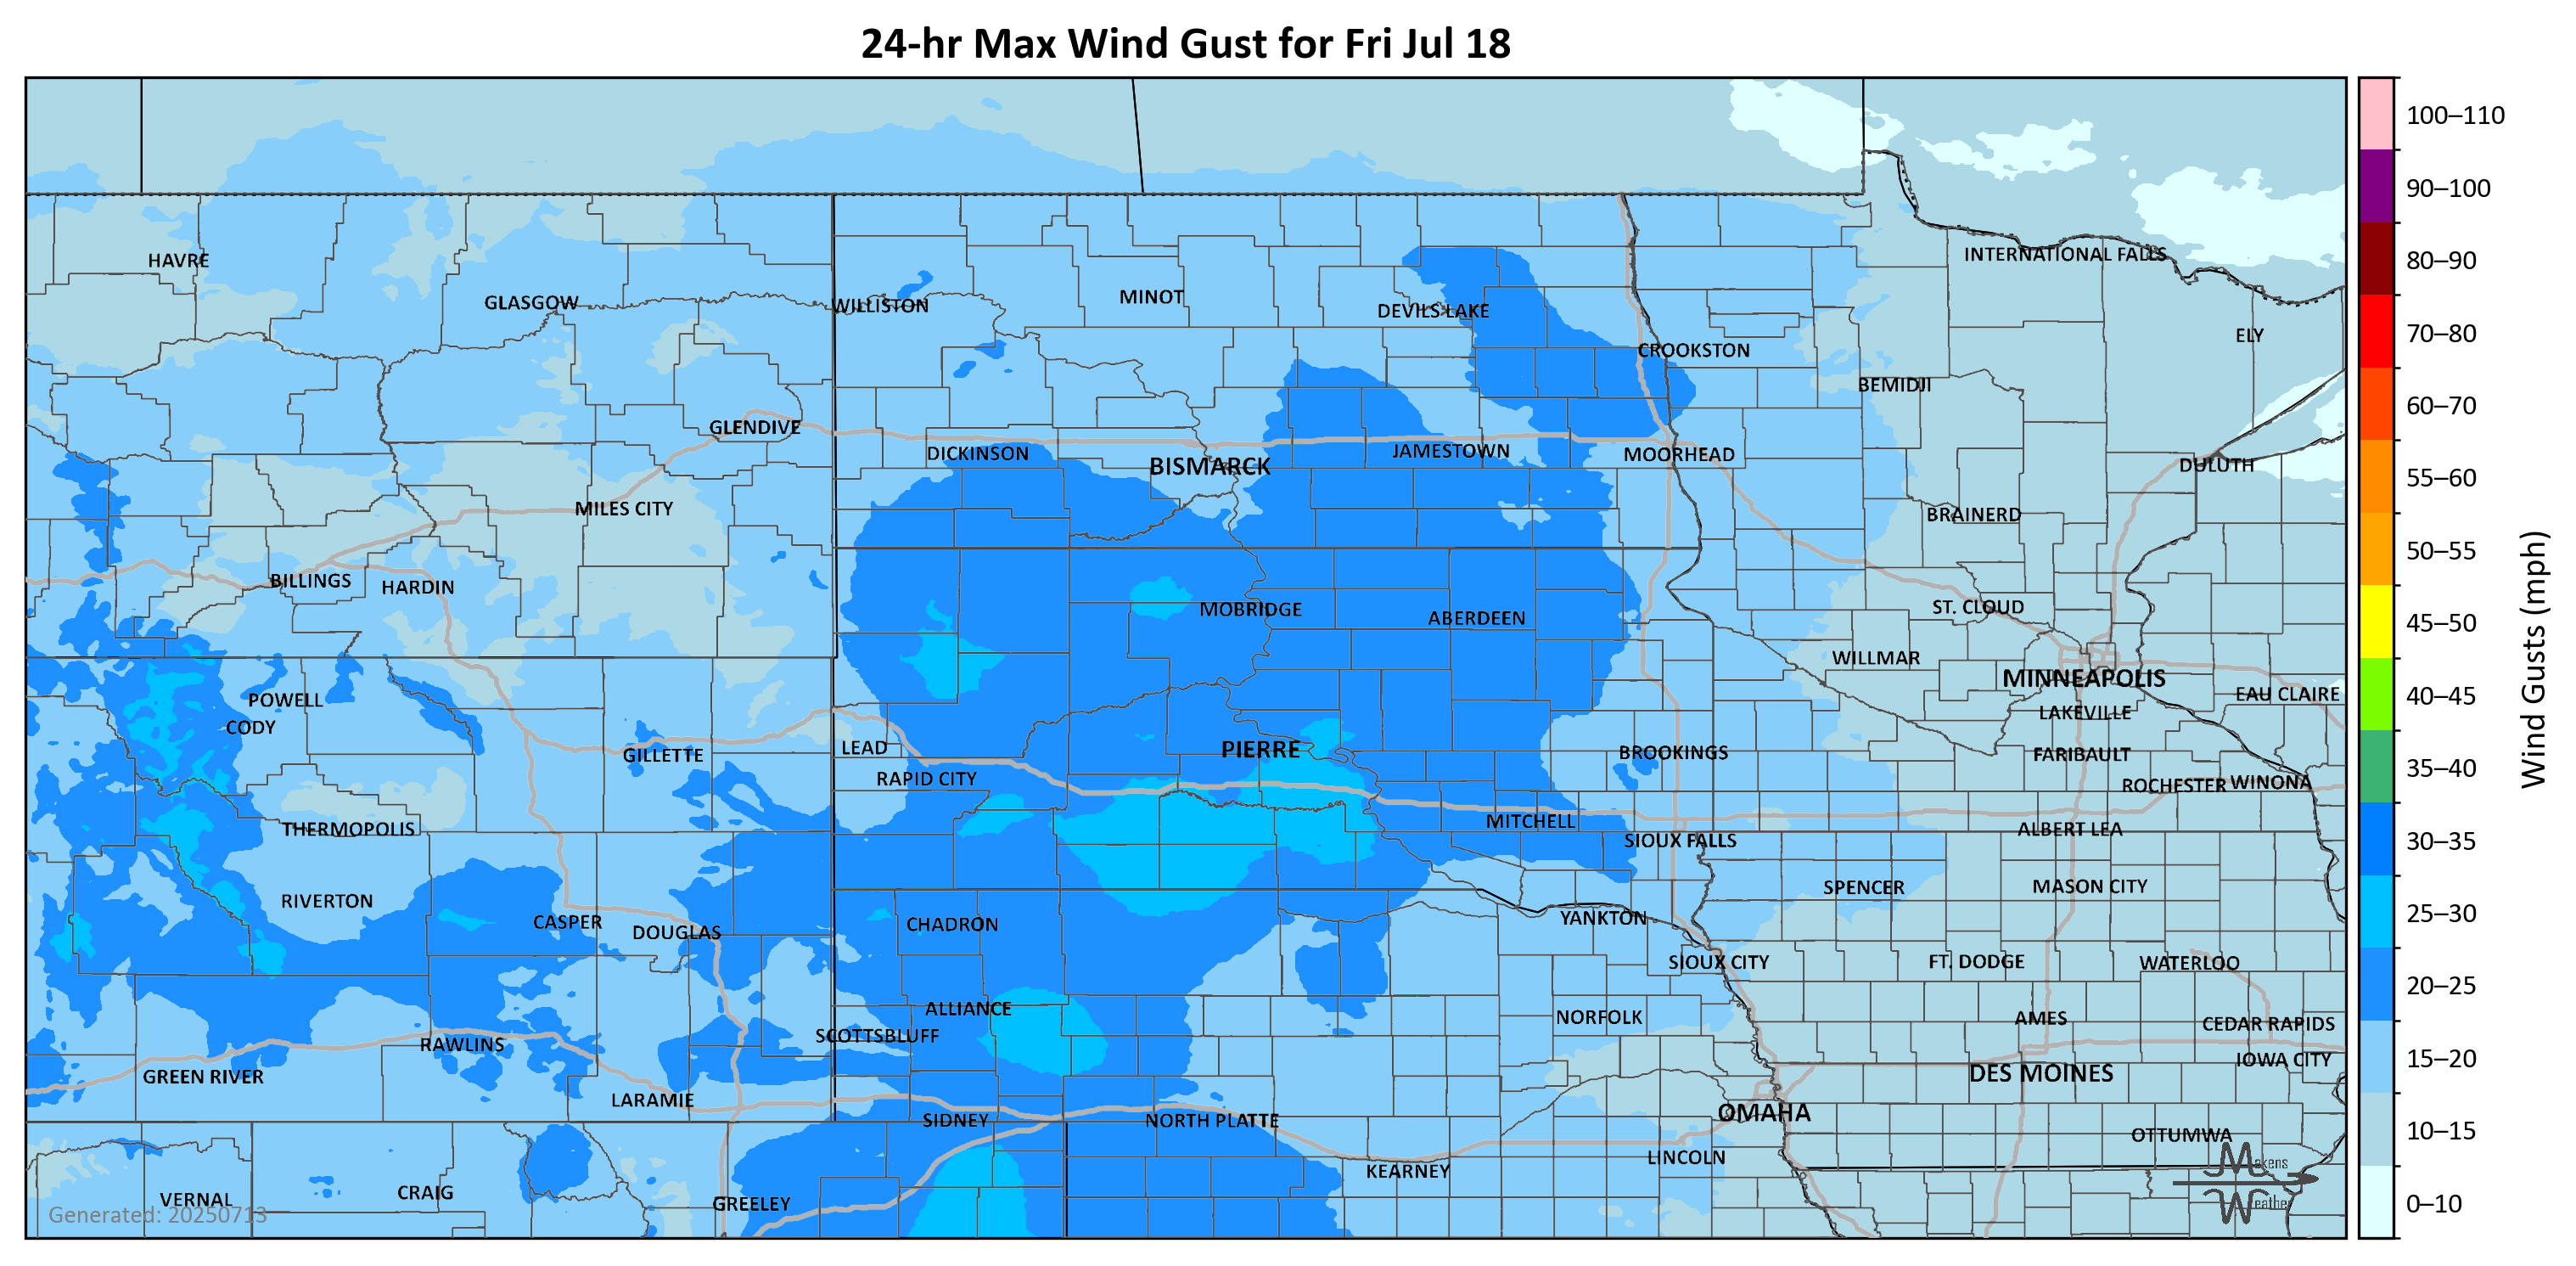 24-hr Max Wind Gust for Fri Jul 18
100–110
90–100
INTERNATIONAL FALLS
HAVRE
80–90
MINOT
GLASGOW
WILLISTON
DEVILS LAKE
ELY
70–80
CROOKSTON
BEMIDJI
60–70
GLENDIVE
DICKINSON
JAMESTOWN
MOORHEAD
BISMARCK
DULUTH
55–60
MILES CITY
BRAINERD
50–55
BILLINGS
HARDIN
MOBRIDGE
ABERDEEN
ST. CLOUD
45–50
WILLMAR
MINNEAPOLIS
EAU CLAIRE
40–45
POWELL
LAKEVILLE
CODY
Wind Gusts (mph)
LEAD
PIERRE
BROOKINGS
GILLETTE
FARIBAULT
35–40
RAPID CITY
ROCHESTER
WINONA
MITCHELL
THERMOPOLIS
ALBERT LEA
SIOUX FALLS
30–35
SPENCER
MASON CITY
RIVERTON
25–30
CASPER
DOUGLAS
CHADRON
YANKTON
SIOUX CITY
FT. DODGE
WATERLOO
20–25
ALLIANCE
NORFOLK
AMES
CEDAR RAPIDS
SCOTTSBLUFF
RAWLINS
IOWA CITY
15–20
GREEN RIVER
DES MOINES
LARAMIE
OMAHA
SIDNEY
NORTH PLATTE
10–15
OTTUMWA
LINCOLN
Makens
KEARNEY
VERNAL
CRAIG
GREELEY
Weather
0–10
Generated: 20250713